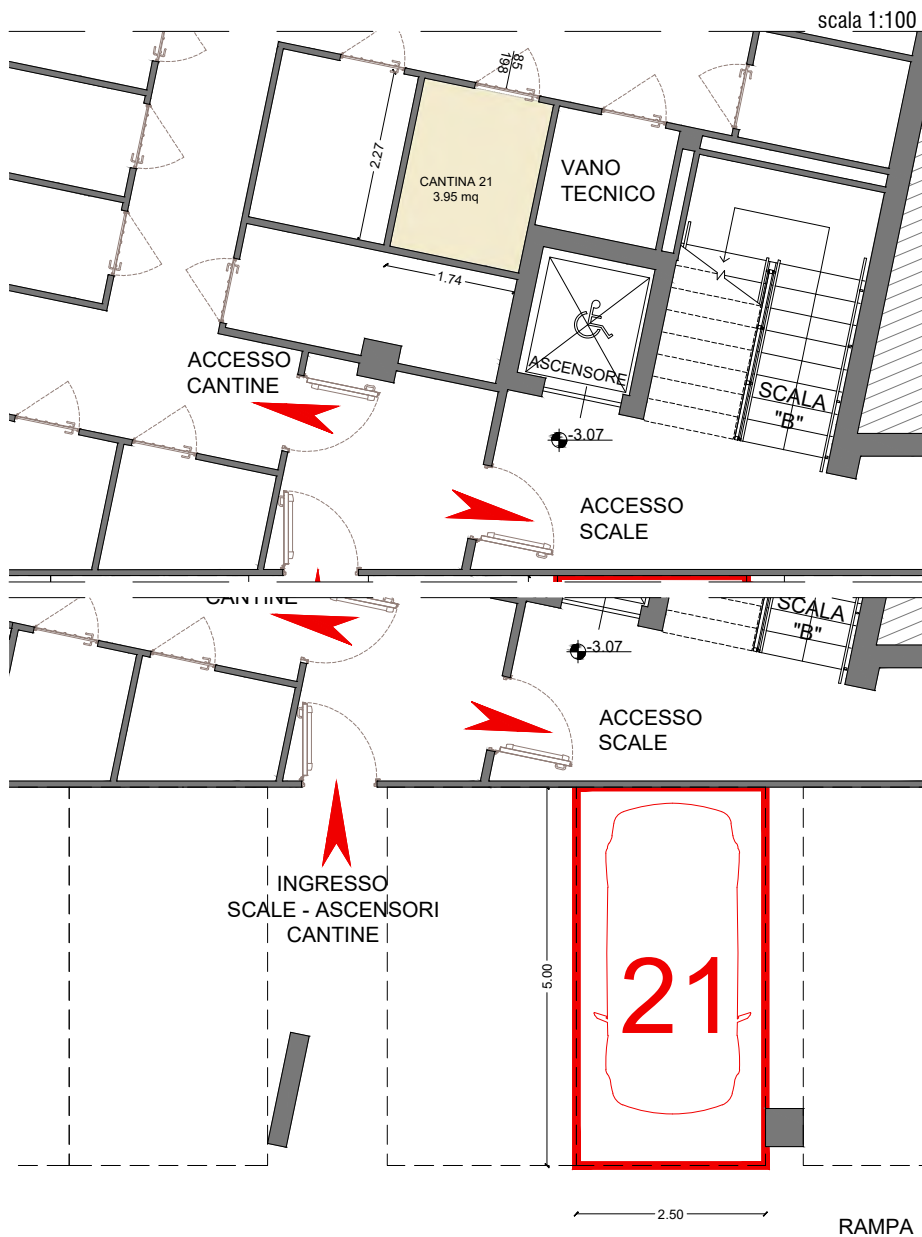 scala 1:100
85
198
2.27
CANTINA 21
3.95 mq
VANO
TECNICO
1.74
ASCENSORE
ACCESSO
CANTINE
SCALA
"B"
-3.07
ACCESSO
SCALE
CANTINE
SCALA
"B"
-3.07
ACCESSO
SCALE
INGRESSO
SCALE - ASCENSORI
CANTINE
5.00
21
2.50
RAMPA